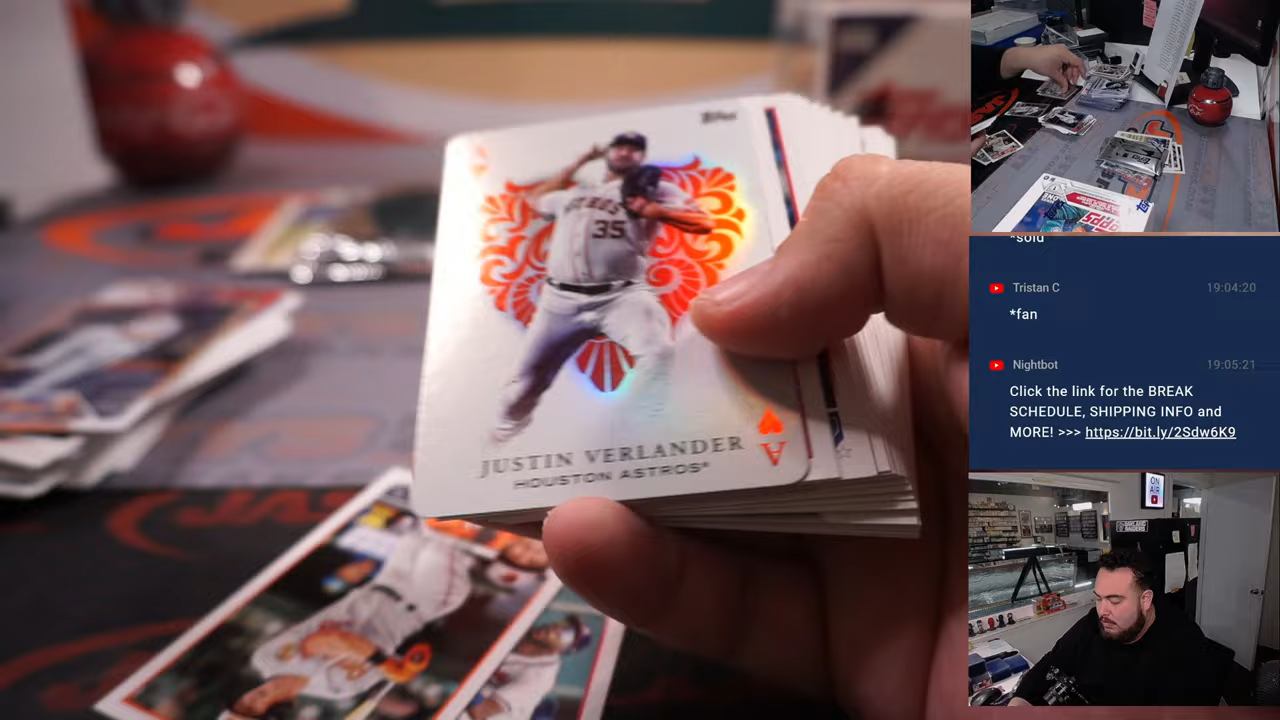 Topps
ASTROS
35
JUSTIN VERLANDER
HOUSTON ASTROS
A
*sold
Tristan C 19:04:20
*fan
Nightbot 19:05:21
Click the link for the BREAK
SCHEDULE, SHIPPING INFO and
MORE! >>> https://bit.ly/2Sdw6K9
ON
AIR